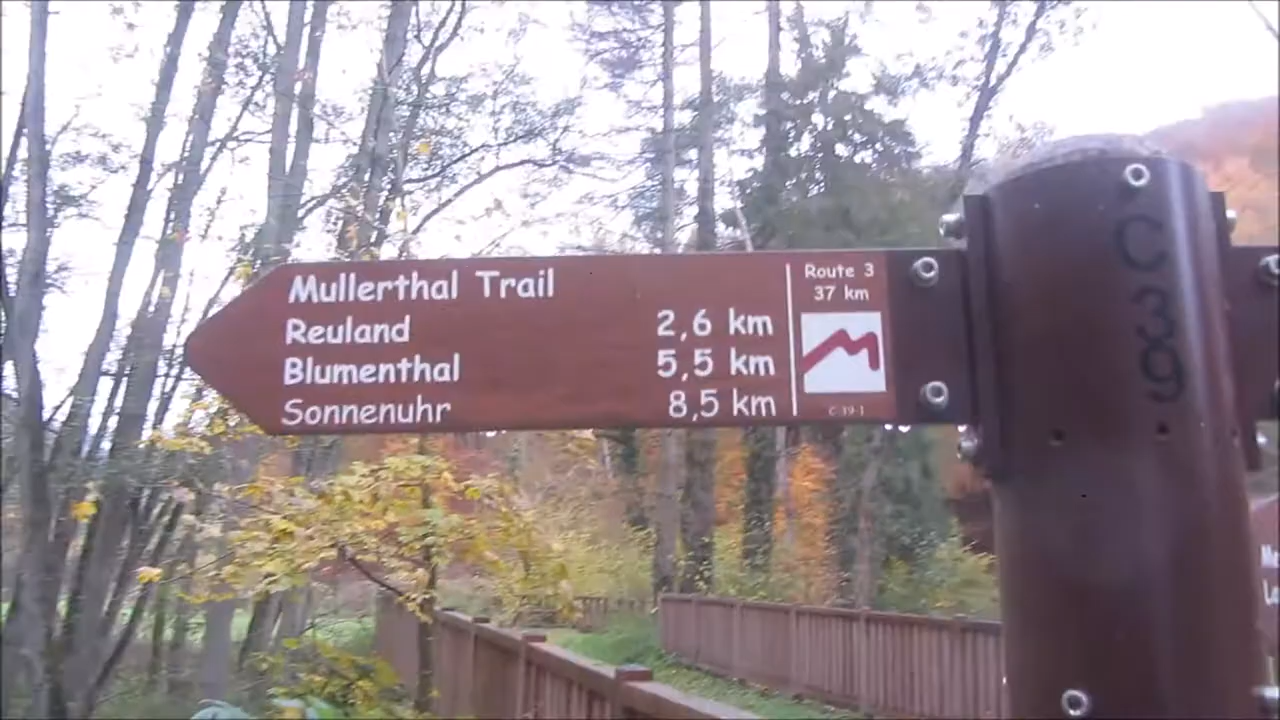 Mullerthal Trail
Reuland 2,6 km
Blumenthal 5,5 km
Sonnenuhr 8,5 km
Route 3
37 km
C 39-1
C39